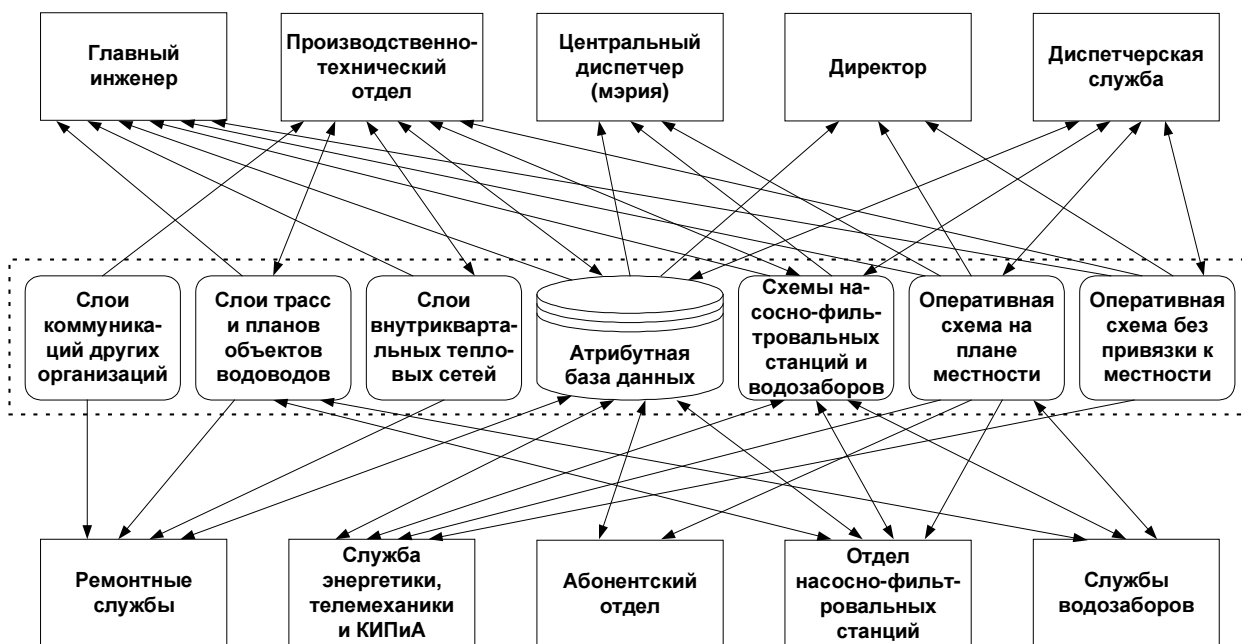 Главный
инженер
Производственно-
технический
отдел
Центральный
диспетчер
(мэрия)
Директор
Диспетчерская
служба
Слои
коммуника-
ций других
организаций
Слои трасс
и планов
объектов
водоводов
Слои
внутрикварта-
льных тепло-
вых сетей
Атрибутная
база данных
Схемы на-
сосно-филь-
тровальных
станций и
водозаборов
Оперативная
схема на
плане
местности
Оперативная
схема без
привязки к
местности
Ремонтные
службы
Служба
энергетики,
телемеханики
и КИПиА
Абонентский
отдел
Отдел
насосно-фильт-
ровальных
станций
Службы
водозаборов